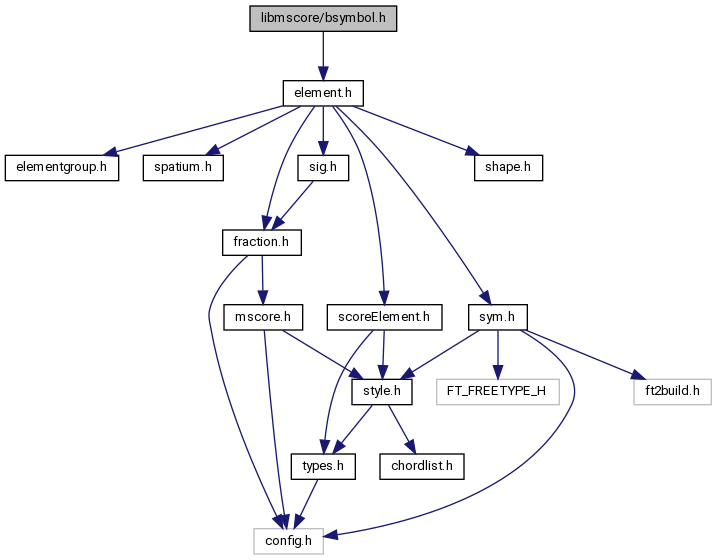 libmscore/bsymbol.h
element.h
elementgroup.h
spatium.h
sig.h
shape.h
fraction.h
mscore.h
scoreElement.h
sym.h
style.h
FT_FREETYPE_H
ft2build.h
types.h
chordlist.h
config.h